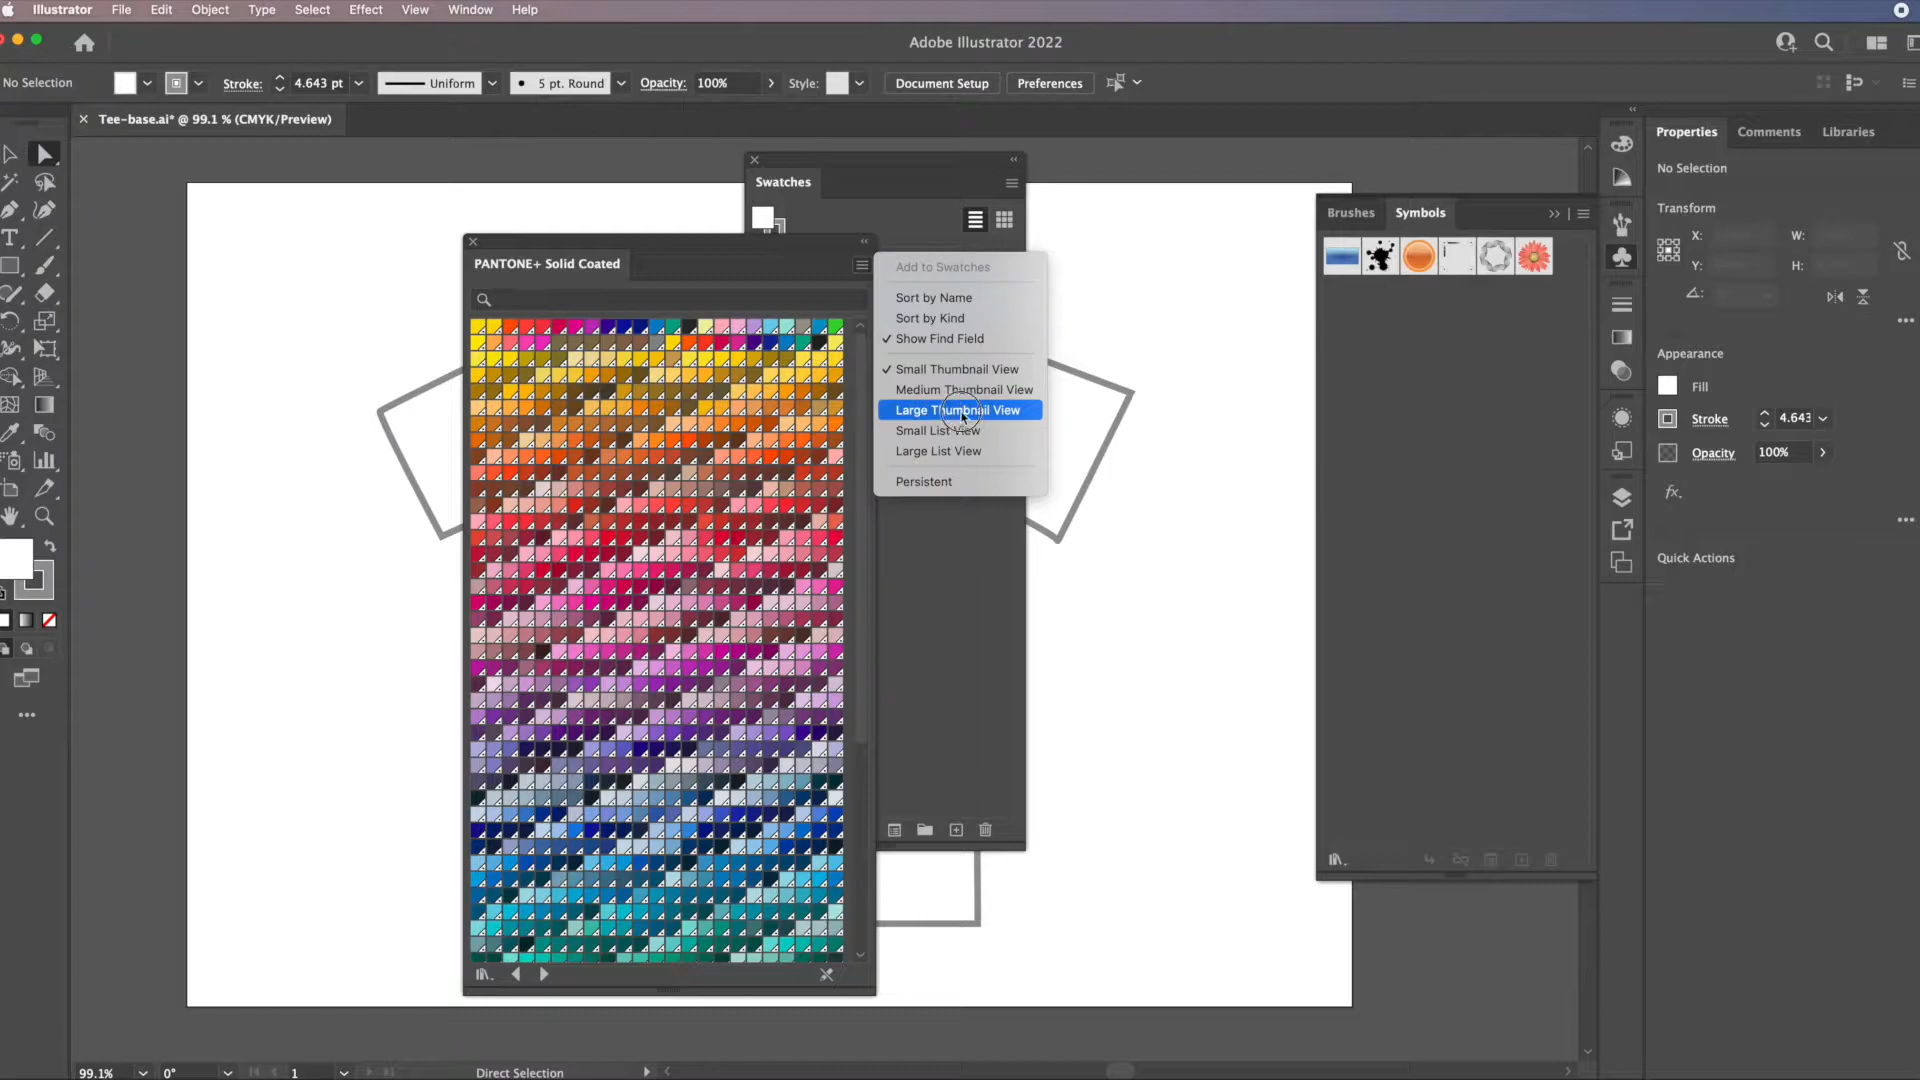 Illustrator File Edit Object Type Select Effect View Window Help
Adobe Illustrator 2022
No Selection Stroke: 4.643 pt Uniform 5 pt. Round Opacity: 100% Style: Document Setup Preferences
Tee-base.ai* @ 99.1 % (CMYK/Preview)
Swatches
PANTONE+ Solid Coated
Add to Swatches
Sort by Name
Sort by Kind
Show Find Field
Small Thumbnail View
Medium Thumbnail View
Large Thumbnail View
Small List View
Large List View
Persistent
Brushes Symbols
Properties Comments Libraries
No Selection
Transform
X: W:
Y: H:
Appearance
Fill
Stroke 4.643
Opacity 100%
fx.
Quick Actions
99.1% 0° 1 Direct Selection